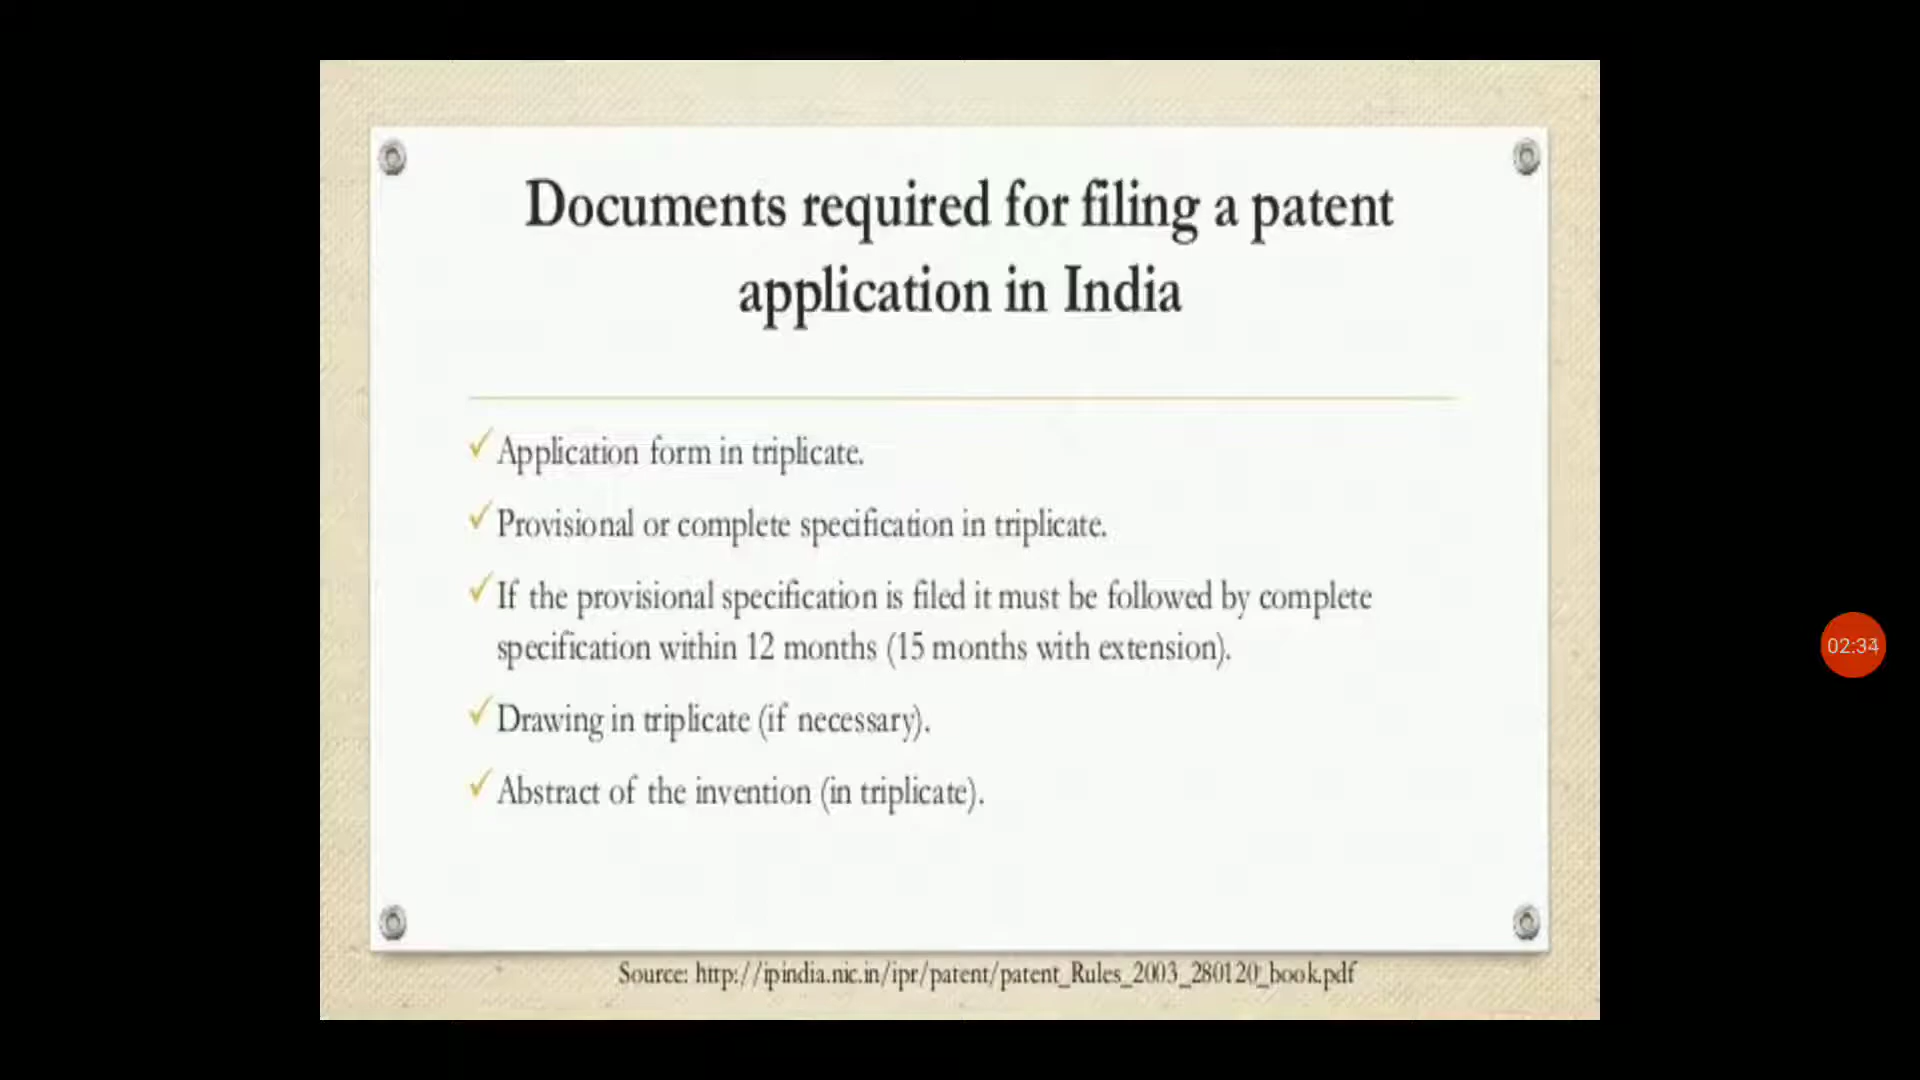 Documents required for filing a patent
application in India
✓Application form in triplicate.
✓Provisional or complete specification in triplicate.
✓If the provisional specification is filed it must be followed by complete
specification within 12 months (15 months with extension).
✓Drawing in triplicate (if necessary).
✓Abstract of the invention (in triplicate).
Source: http://ipindia.nic.in/ipr/patent/patent_Rules_2003_280120_book.pdf
02:34